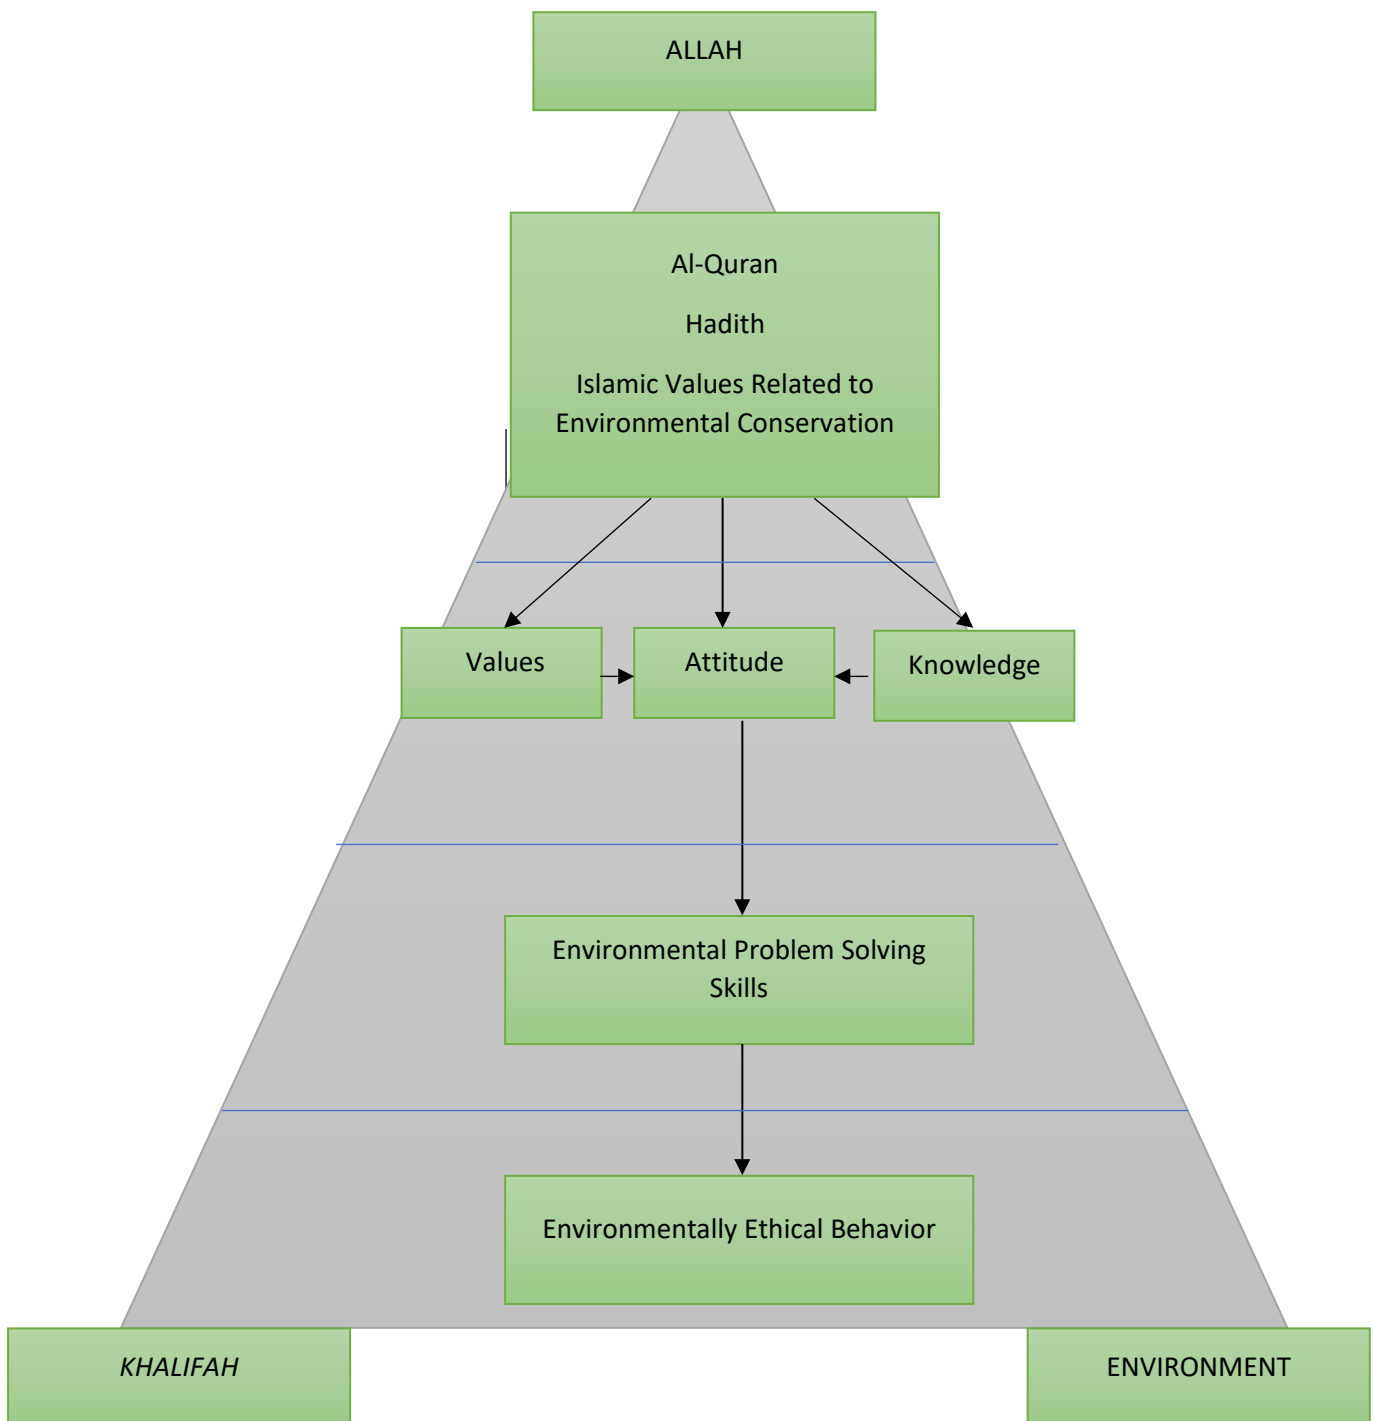 ALLAH
Al-Quran
Hadith
Islamic Values Related to
Environmental Conservation
Values
Attitude
Knowledge
Environmental Problem Solving
Skills
Environmentally Ethical Behavior
KHALIFAH
ENVIRONMENT